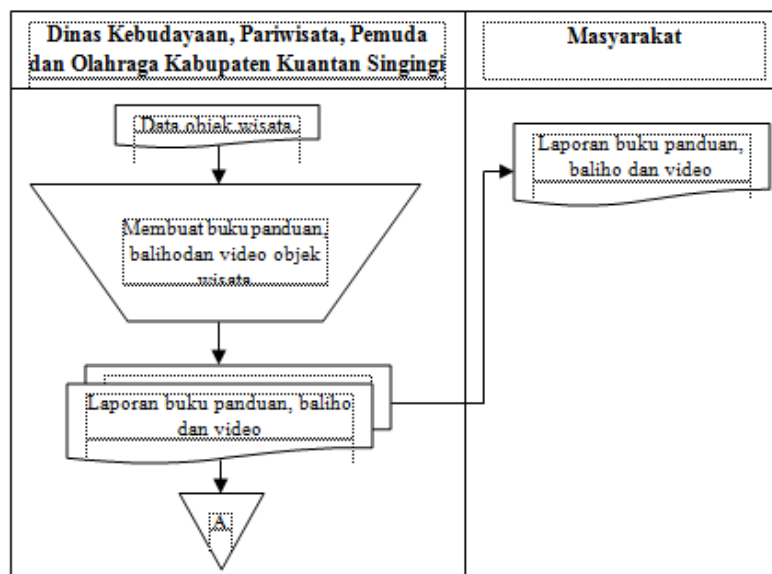 Dinas Kebudayaan, Pariwisata, Pemuda
dan Olahraga Kabupaten Kuantan Singingi
Masyarakat
Data objek wisata
Membuat buku panduan,
balihodan video objek
wisata
Laporan buku panduan, baliho
dan video
A
Laporan buku panduan,
baliho dan video